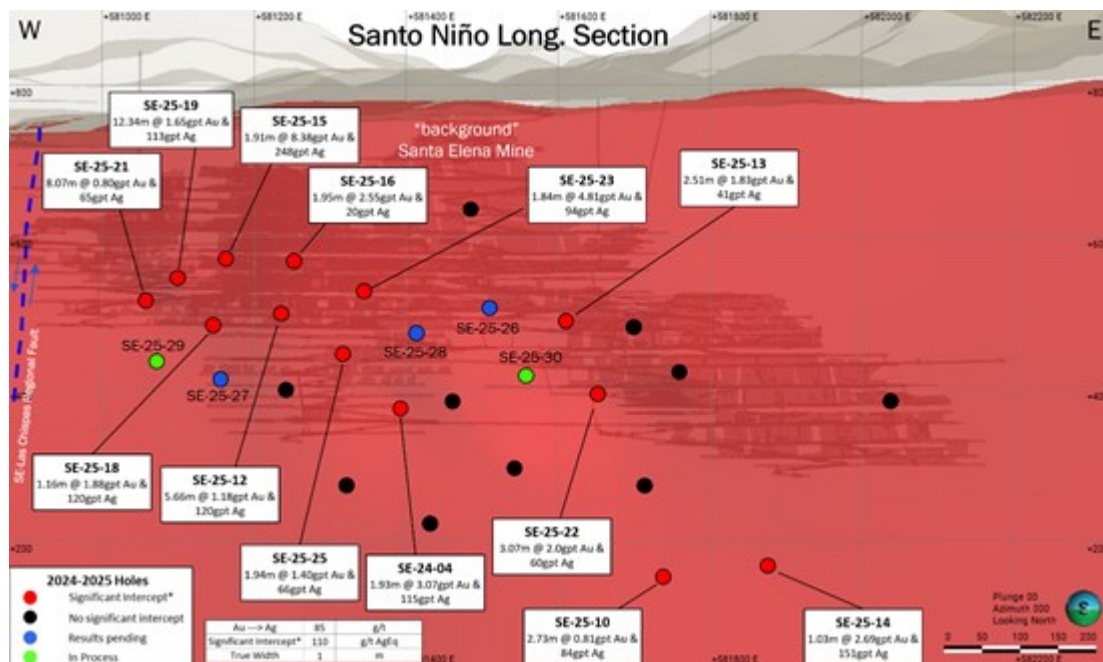 +581000 E
+581200 E
+581400 E
+581600 E
+581800 E
+582000 E
+582200 E
W
Santo Niño Long. Section
E
+800
"background"
Santa Elena Mine
SE-25-19
12.34m @ 1.65gpt Au &
113gpt Ag
SE-25-15
1.91m @ 8.38gpt Au &
248gpt Ag
SE-25-21
8.07m @ 0.80gpt Au &
65gpt Ag
SE-25-16
1.95m @ 2.55gpt Au &
20gpt Ag
SE-25-23
1.84m @ 4.81gpt Au &
94gpt Ag
SE-25-13
2.51m @ 1.83gpt Au &
41gpt Ag
SE-25-26
SE-25-28
SE-25-29
SE-25-30
SE-25-27
SE-Las Chispas Regional Fault
SE-25-18
1.16m @ 1.88gpt Au &
120gpt Ag
SE-25-12
5.66m @ 1.18gpt Au &
120gpt Ag
SE-25-25
1.94m @ 1.40gpt Au &
66gpt Ag
SE-24-04
1.93m @ 3.07gpt Au &
115gpt Ag
SE-25-22
3.07m @ 2.0gpt Au &
60gpt Ag
SE-25-10
2.73m @ 0.81gpt Au &
84gpt Ag
SE-25-14
1.03m @ 2.69gpt Au &
151gpt Ag
+200
2024-2025 Holes
Significant Intercept*
No significant intercept
Results pending
In Process
Au ---> Ag 85 g/t
Significant Intercept* 110 g/t AgEq
True Width 1 m
+581800 E
Plunge 00
Azimuth 000
Looking North
0 50 100 150 200